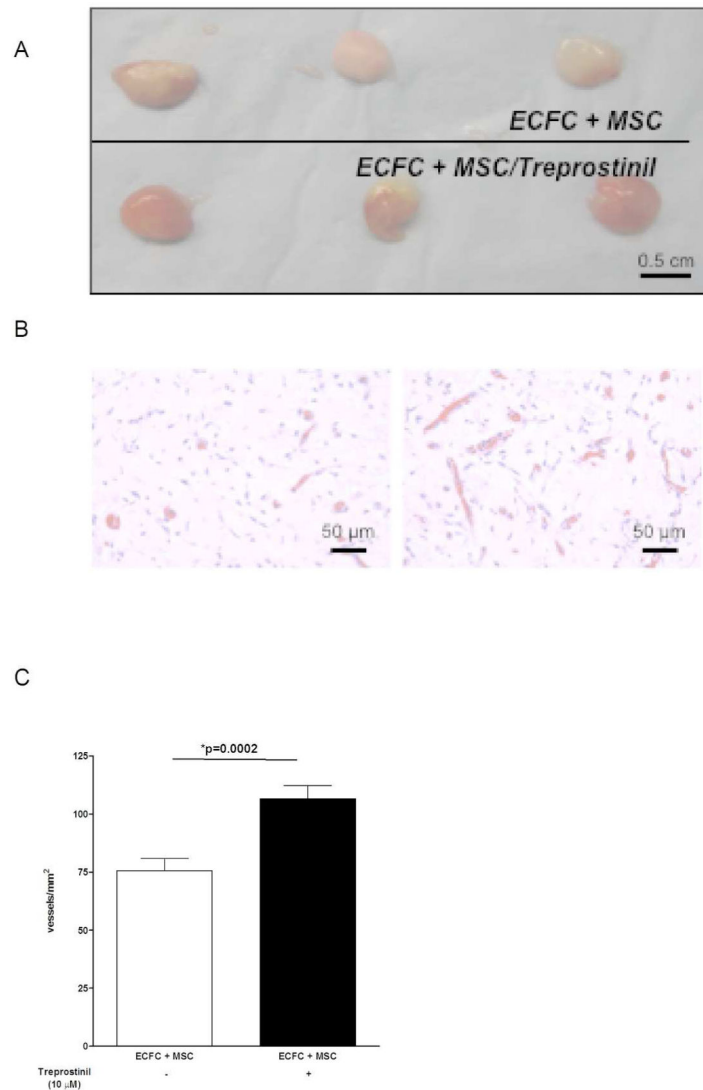 A
ECFC + MSC
ECFC + MSC/Treprostinil
0.5 cm
B
50 µm
50 µm
C
*p=0.0002
125
100
75
50
25
0
vessels/mm²
ECFC + MSC
ECFC + MSC
Treprostinil
(10 µM)
-
+